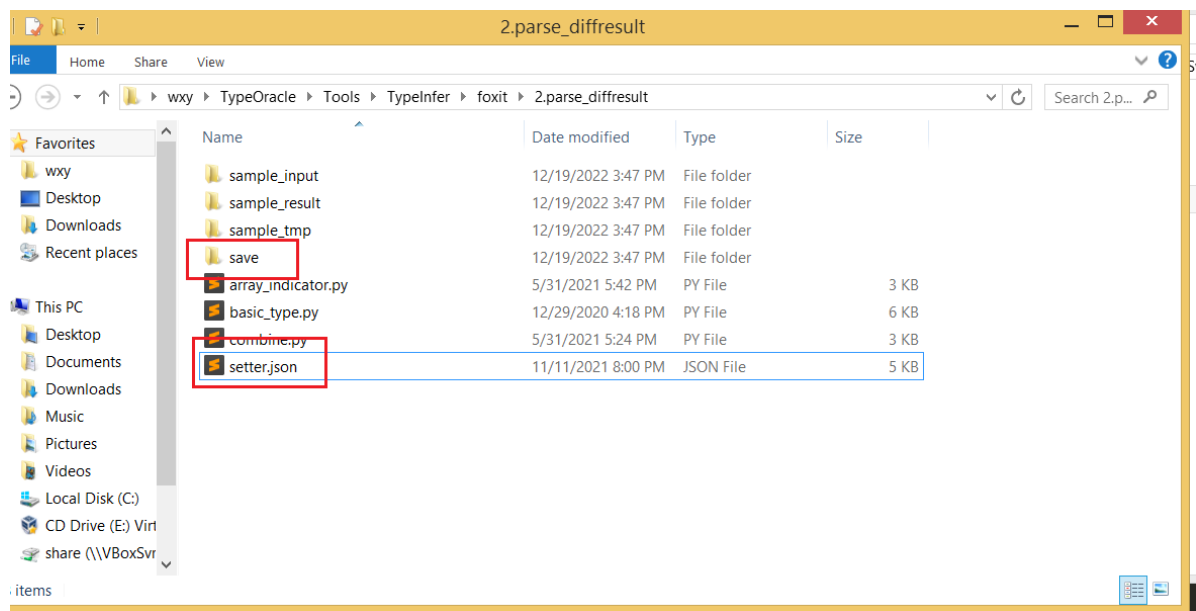 2.parse_diffresult
File Home Share View
wxy TypeOracle Tools TypeInfer foxit 2.parse_diffresult Search 2.p...
Name Date modified Type Size
Favorites
wxy
Desktop
Downloads
Recent places
This PC
Desktop
Documents
Downloads
Music
Pictures
Videos
Local Disk (C:)
CD Drive (E:) Virt
share (\\VBoxSvr
sample_input 12/19/2022 3:47 PM File folder
sample_result 12/19/2022 3:47 PM File folder
sample_tmp 12/19/2022 3:47 PM File folder
save 12/19/2022 3:47 PM File folder
array_indicator.py 5/31/2021 5:42 PM PY File 3 KB
basic_type.py 12/29/2020 4:18 PM PY File 6 KB
combine.py 5/31/2021 5:24 PM PY File 3 KB
setter.json 11/11/2021 8:00 PM JSON File 5 KB
items